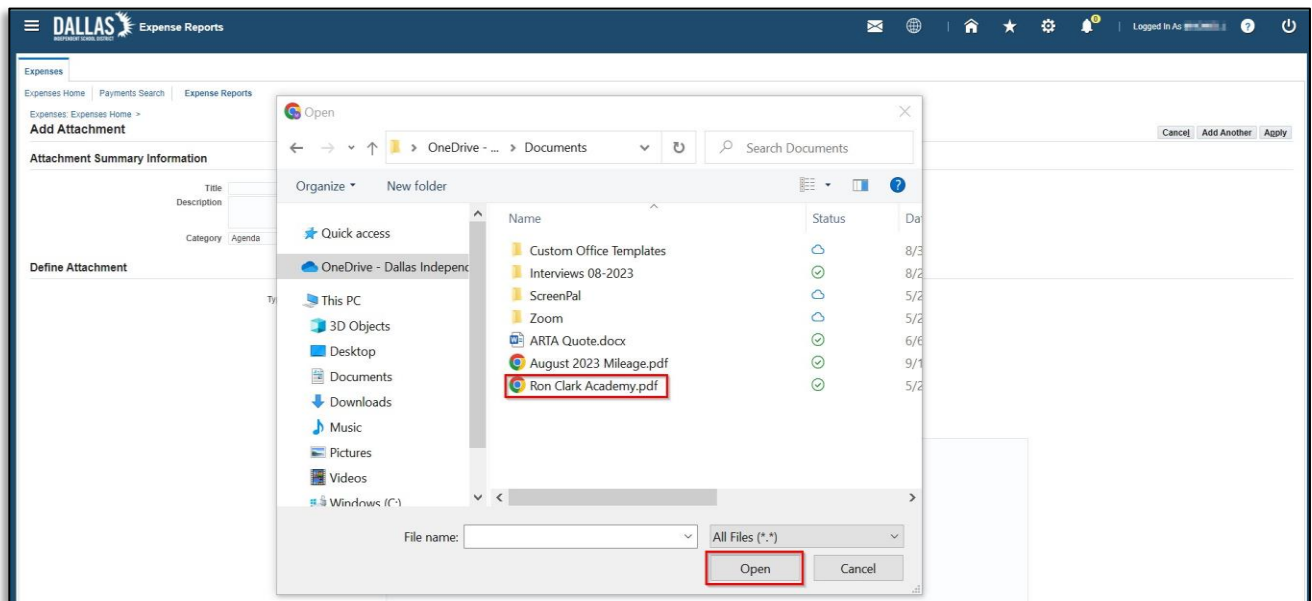 DALLAS Expense Reports Logged In As
INDEPENDENT SCHOOL DISTRICT
Expenses
Expenses Home Payments Search Expense Reports
Expenses: Expenses Home >
Add Attachment
Cancel Add Another Apply
Attachment Summary Information
Title
Description
Category Agenda
Define Attachment
Ty
Open
OneDrive - ... > Documents
Search Documents
Organize New folder
Quick access
OneDrive - Dallas Independ
This PC
3D Objects
Desktop
Documents
Downloads
Music
Pictures
Videos
Windows (C:)
Name Status Da
Custom Office Templates 8/3
Interviews 08-2023 8/2
ScreenPal 5/2
Zoom 5/2
ARTA Quote.docx 6/6
August 2023 Mileage.pdf 9/1
Ron Clark Academy.pdf 5/2
File name: All Files (*.*)
Open Cancel